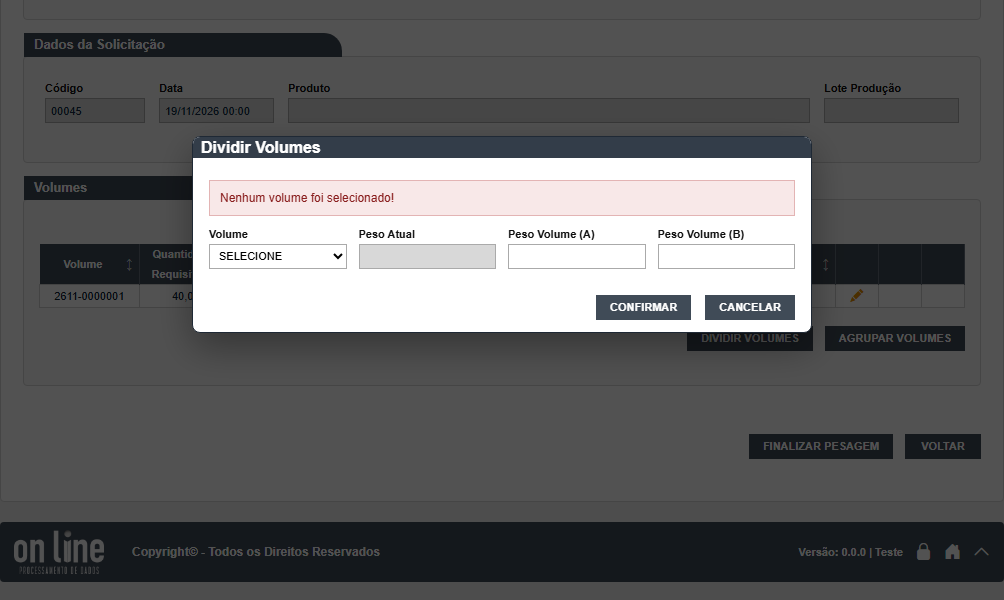 Dados da Solicitação
Código
Data
Produto
Lote Produção
00045
19/11/2026 00:00
Dividir Volumes
Nenhum volume foi selecionado!
Volume
Peso Atual
Peso Volume (A)
Peso Volume (B)
SELECIONE
CONFIRMAR
CANCELAR
Volumes
Volume
2611-0000001
DIVIDIR VOLUMES
AGRUPAR VOLUMES
FINALIZAR PESAGEM
VOLTAR
on line
PROCESSAMENTO DE DADOS
Copyright© - Todos os Direitos Reservados
Versão: 0.0.0 | Teste